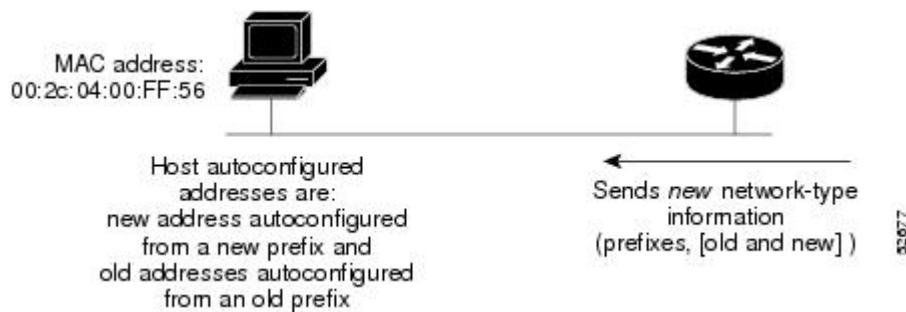 MAC address:
00:2c:04:00:FF:56
Host autoconfigured
addresses are:
new address autoconfigured
from a new prefix and
old addresses autoconfigured
from an old prefix
Sends new network-type
information
(prefixes, [old and new] )
52677